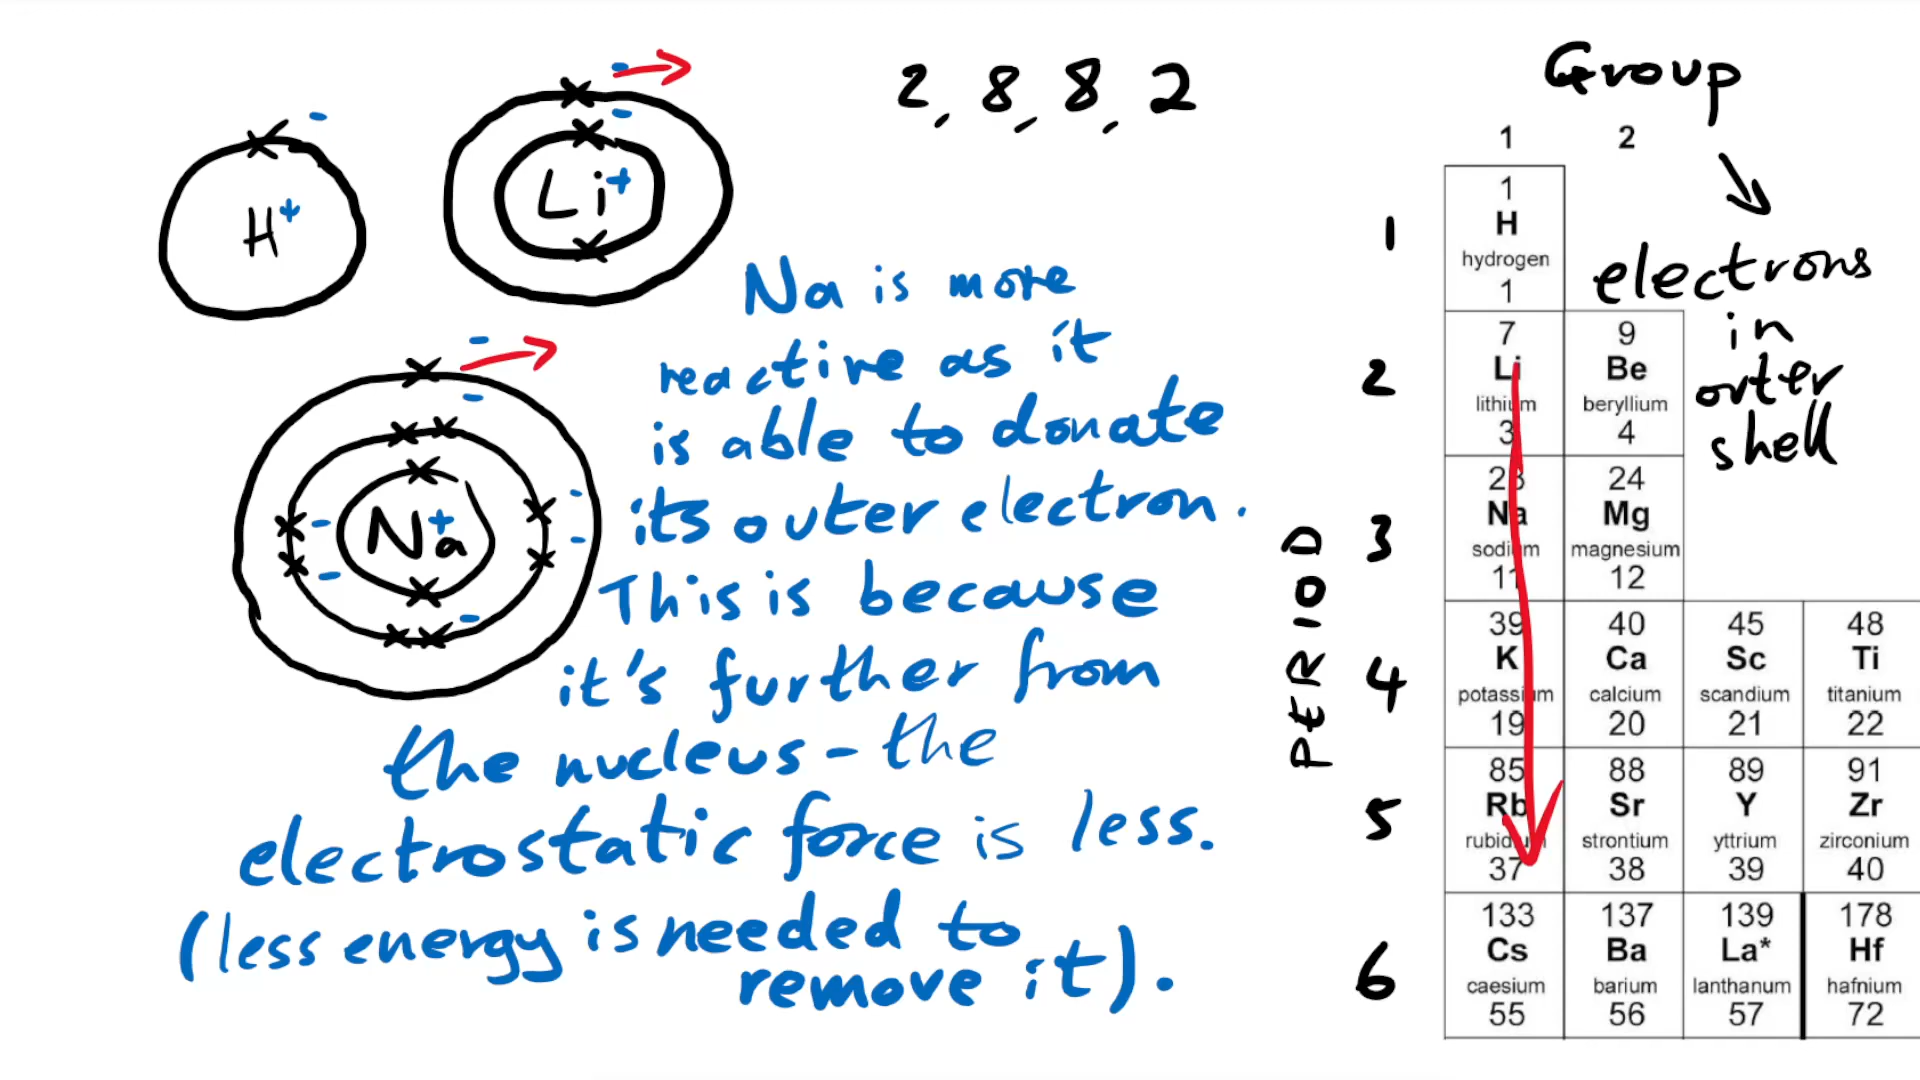 2, 8, 8, 2
H+
Li+
Na+
Na is more
reactive as it
is able to donate
its outer electron.
This is because
it's further from
the nucleus - the
electrostatic force is less.
(less energy is needed to
remove it).
Group
electrons
in
outer
shell
PERIOD
1 2
1
1
H
hydrogen
1
2
7 9
Li Be
lithium beryllium
3 4
3
23 24
Na Mg
sodium magnesium
11 12
4
39 40 45 48
K Ca Sc Ti
potassium calcium scandium titanium
19 20 21 22
5
85 88 89 91
Rb Sr Y Zr
rubidium strontium yttrium zirconium
37 38 39 40
6
133 137 139 178
Cs Ba La* Hf
caesium barium lanthanum hafnium
55 56 57 72